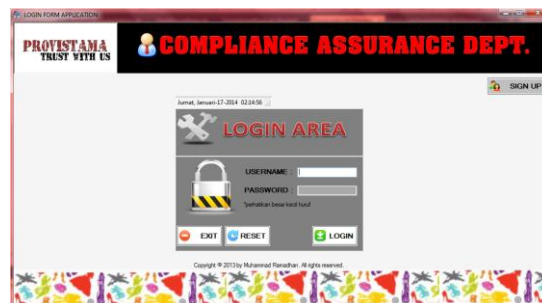 LOGIN FORM APPLICATION
PROVISTAMA
TRUST WITH US
COMPLIANCE ASSURANCE DEPT.
SIGN UP
Jumat, Januari-17-2014 02:14:56
LOGIN AREA
USERNAME :
PASSWORD :
*perhatikan besar kecil huruf
EXIT
RESET
LOGIN
Copyright © 2013 by Muhammad Ramadhan. All rights reserved.